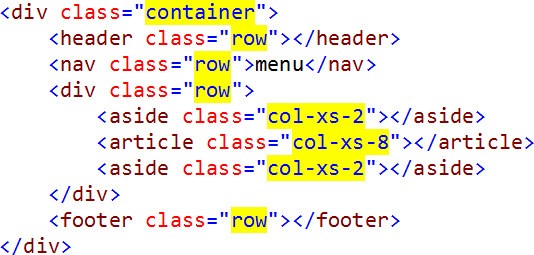 <div class="container">
    <header class="row"></header>
    <nav class="row">menu</nav>
    <div class="row">
        <aside class="col-xs-2"></aside>
        <article class="col-xs-8"></article>
        <aside class="col-xs-2"></aside>
    </div>
    <footer class="row"></footer>
</div>